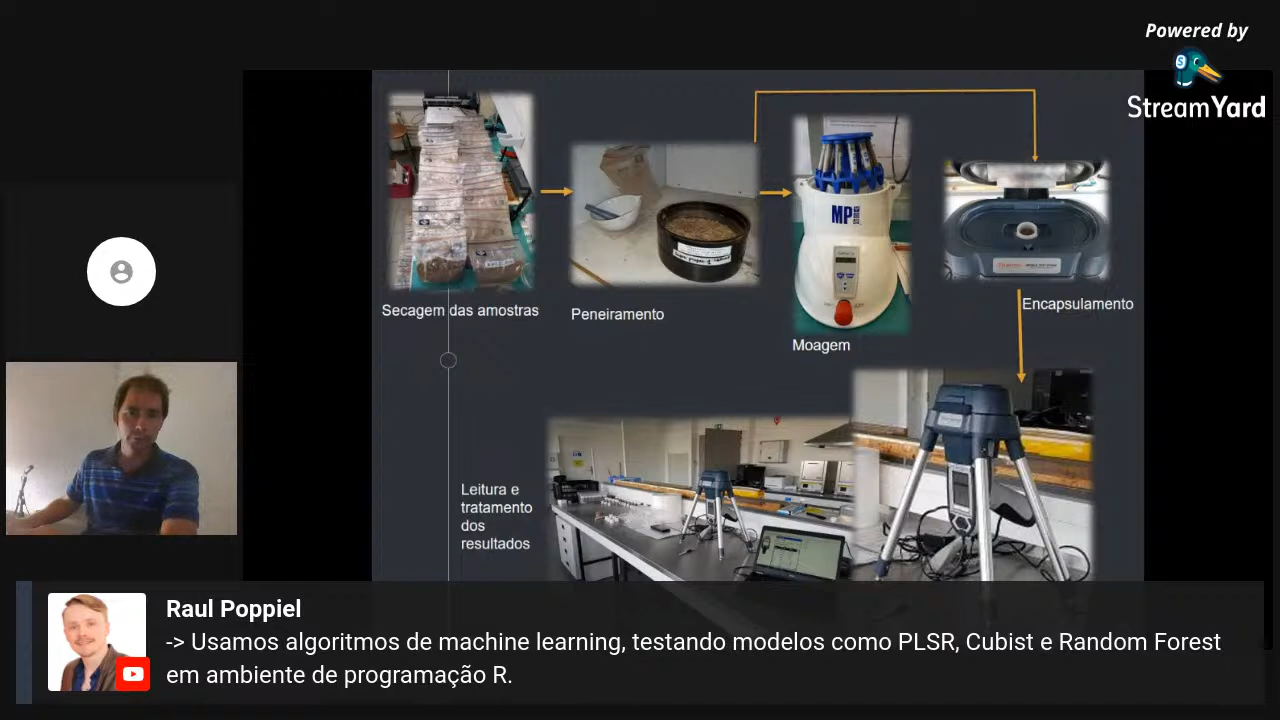 Powered by
StreamYard
MP
Secagem das amostras
Peneiramento
Moagem
Encapsulamento
Leitura e
tratamento
dos
resultados
Raul Poppiel
-> Usamos algoritmos de machine learning, testando modelos como PLSR, Cubist e Random Forest
em ambiente de programação R.